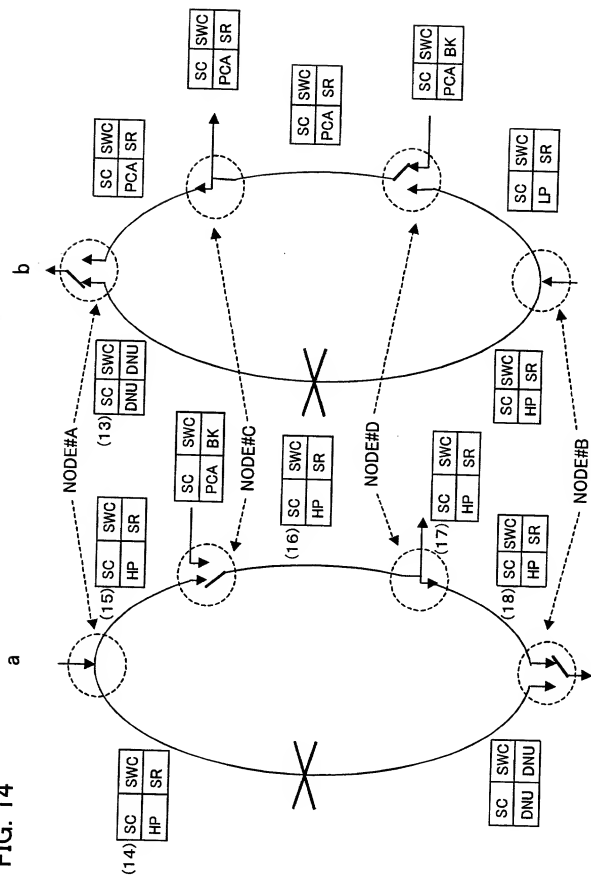 FIG. 14
a
b
(14)
SC SWC
HP SR
(15)
SC SWC
HP SR
SC SWC
PCA BK
(16)
SC SWC
HP SR
(17)
SC SWC
HP SR
(18)
SC SWC
HP SR
SC SWC
DNU DNU
NODE#A
NODE#C
NODE#D
NODE#B
(13)
SC SWC
DNU DNU
SC SWC
PCA SR
SC SWC
PCA SR
SC SWC
PCA SR
SC SWC
PCA BK
SC SWC
LP SR
SC SWC
HP SR